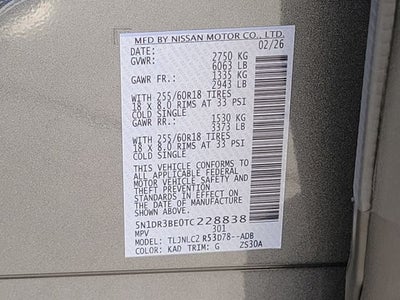 MFD BY NISSAN MOTOR CO., LTD.
DATE: 02/26
GVWR: 2750 KG
6063 LB
GAWR FR.: 1335 KG
2943 LB
WITH 255/60R18 TIRES
18 X 8.0 RIMS AT 33 PSI
COLD SINGLE
GAWR RR.: 1530 KG
3373 LB
WITH 255/60R18 TIRES
18 X 8.0 RIMS AT 33 PSI
COLD SINGLE
THIS VEHICLE CONFORMS TO
ALL APPLICABLE FEDERAL
MOTOR VEHICLE SAFETY AND
THEFT PREVENTION
STANDARDS IN EFFECT ON
THE DATE OF MANUFACTURE
SHOWN ABOVE.
5N1DR3BE0TC228838
MPV 301
MODEL: TLJNLC2 R53D78--ADB
COLOR: KAD TRIM: G ZS30A